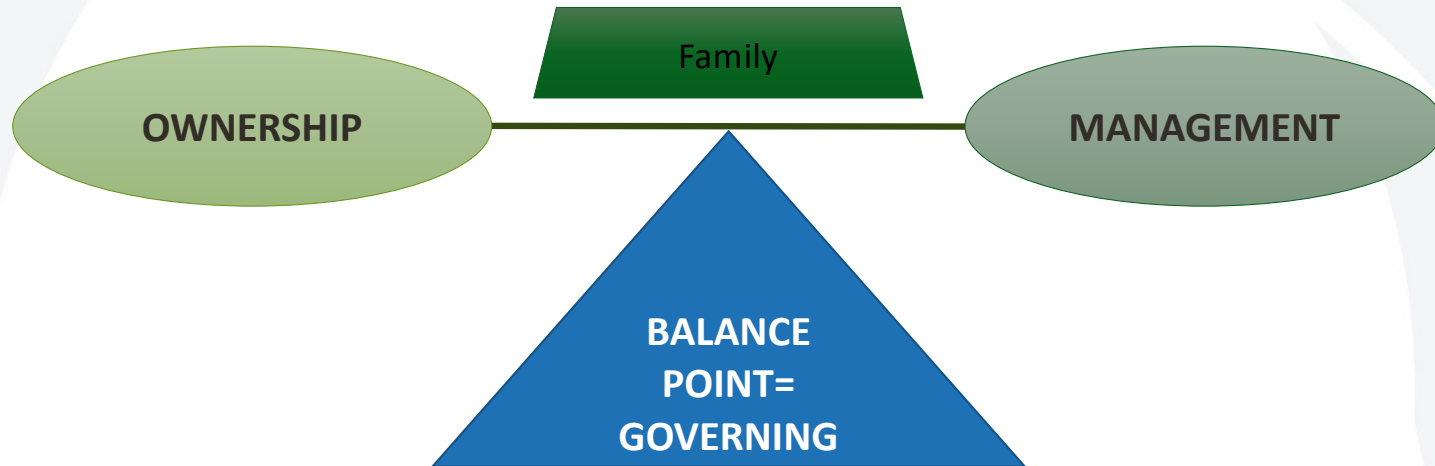 Family
OWNERSHIP
MANAGEMENT
BALANCE
POINT=
GOVERNING